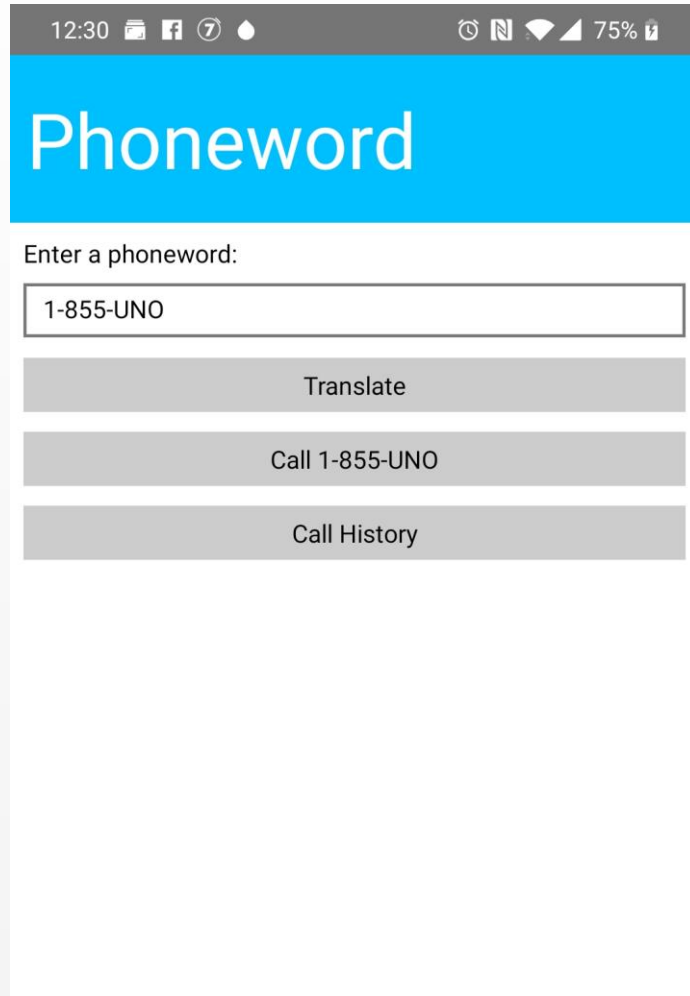 12:30 75%
Phoneword
Enter a phoneword:
1-855-UNO
Translate
Call 1-855-UNO
Call History